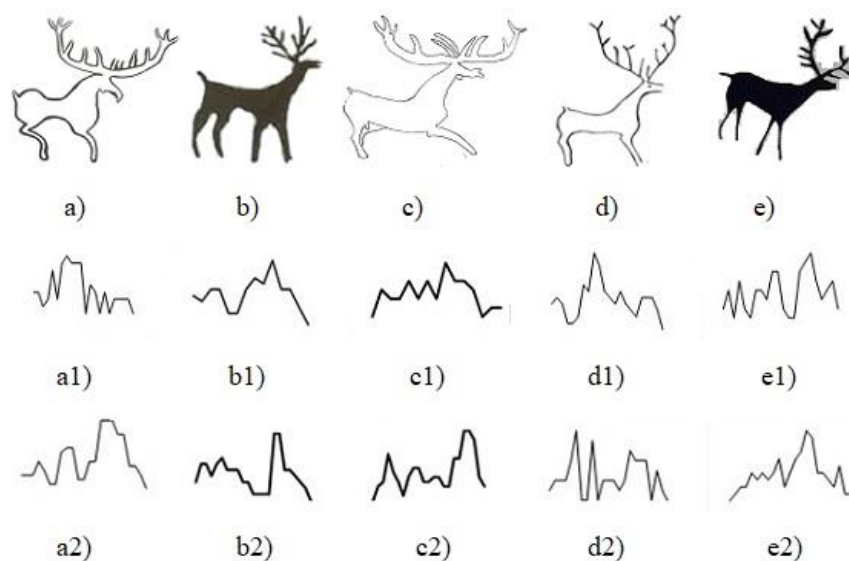 a) b) c) d) e)
a1) b1) c1) d1) e1)
a2) b2) c2) d2) e2)